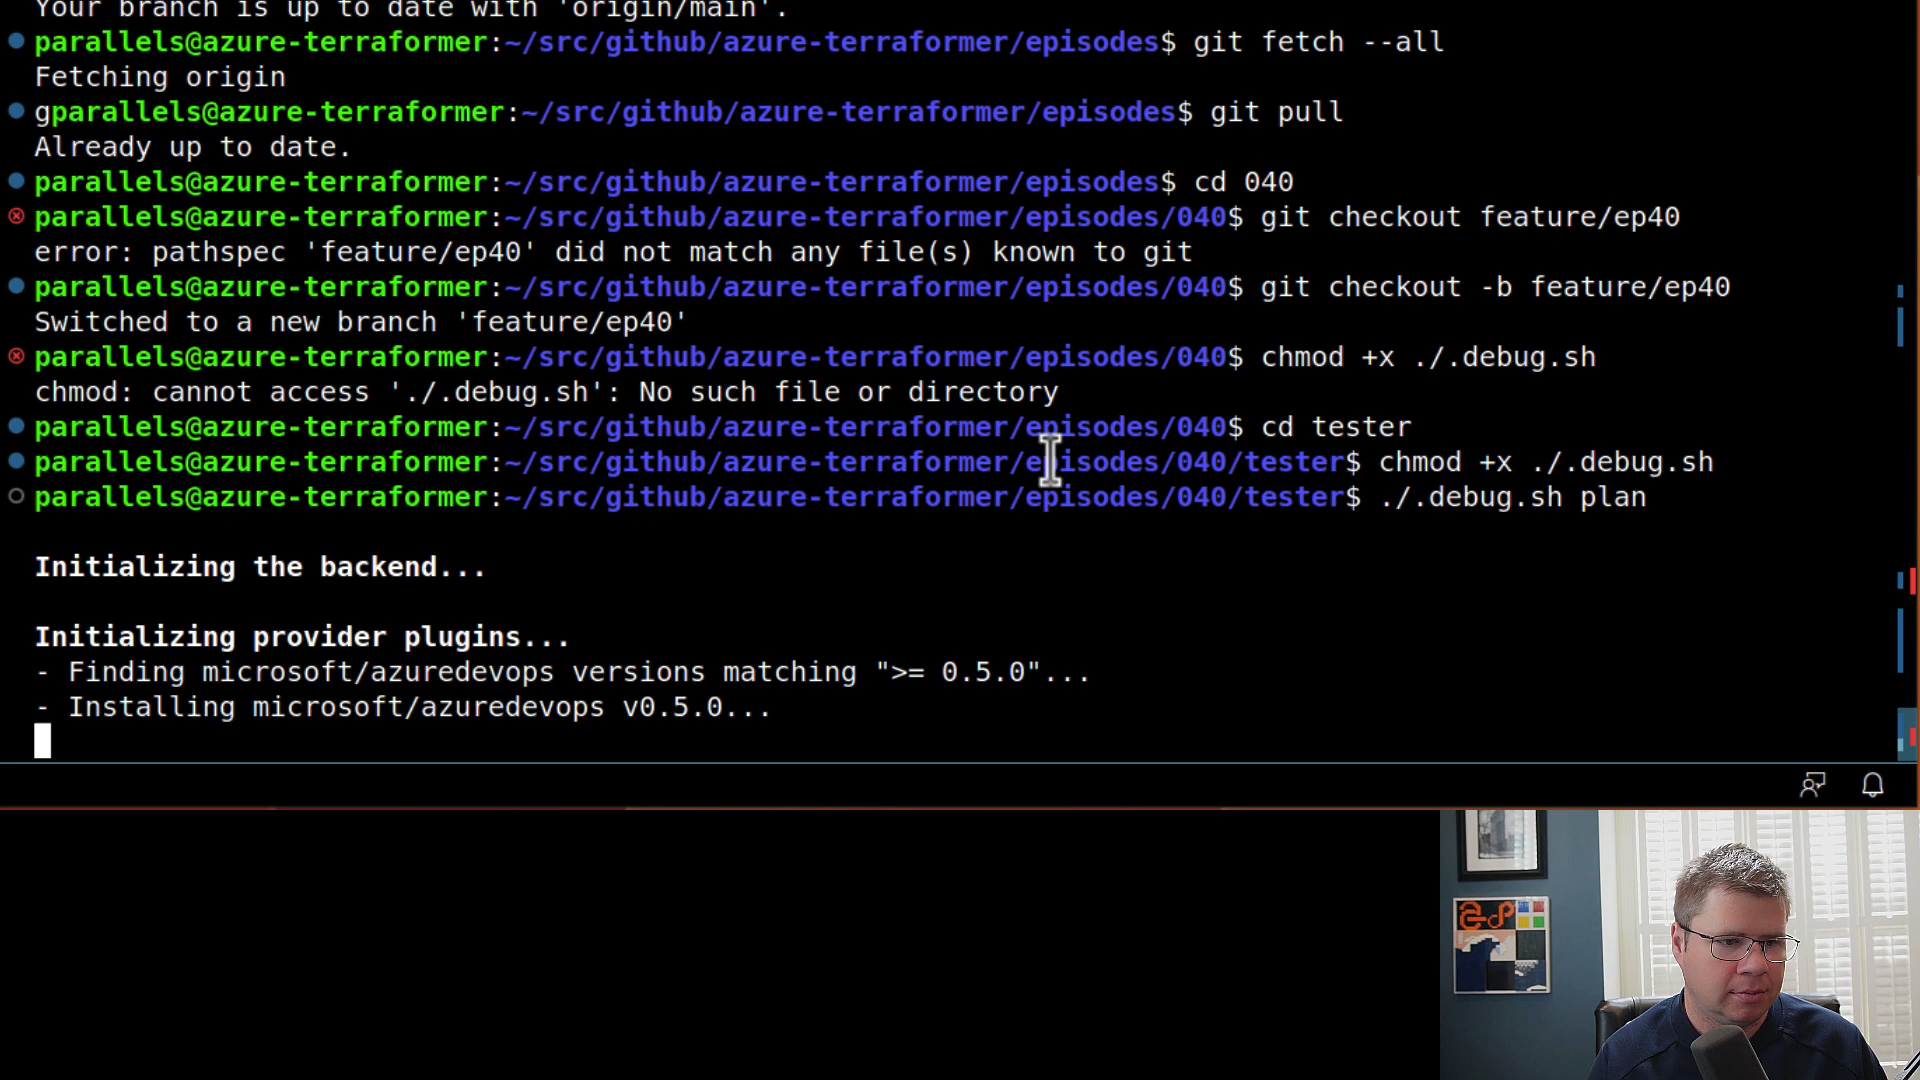 Your branch is up to date with 'origin/main'.
parallels@azure-terraformer:~/src/github/azure-terraformer/episodes$ git fetch --all
Fetching origin
gparallels@azure-terraformer:~/src/github/azure-terraformer/episodes$ git pull
Already up to date.
parallels@azure-terraformer:~/src/github/azure-terraformer/episodes$ cd 040
parallels@azure-terraformer:~/src/github/azure-terraformer/episodes/040$ git checkout feature/ep40
error: pathspec 'feature/ep40' did not match any file(s) known to git
parallels@azure-terraformer:~/src/github/azure-terraformer/episodes/040$ git checkout -b feature/ep40
Switched to a new branch 'feature/ep40'
parallels@azure-terraformer:~/src/github/azure-terraformer/episodes/040$ chmod +x ./.debug.sh
chmod: cannot access './.debug.sh': No such file or directory
parallels@azure-terraformer:~/src/github/azure-terraformer/episodes/040$ cd tester
parallels@azure-terraformer:~/src/github/azure-terraformer/episodes/040/tester$ chmod +x ./.debug.sh
parallels@azure-terraformer:~/src/github/azure-terraformer/episodes/040/tester$ ./.debug.sh plan
Initializing the backend...
Initializing provider plugins...
- Finding microsoft/azuredevops versions matching ">= 0.5.0"...
- Installing microsoft/azuredevops v0.5.0...